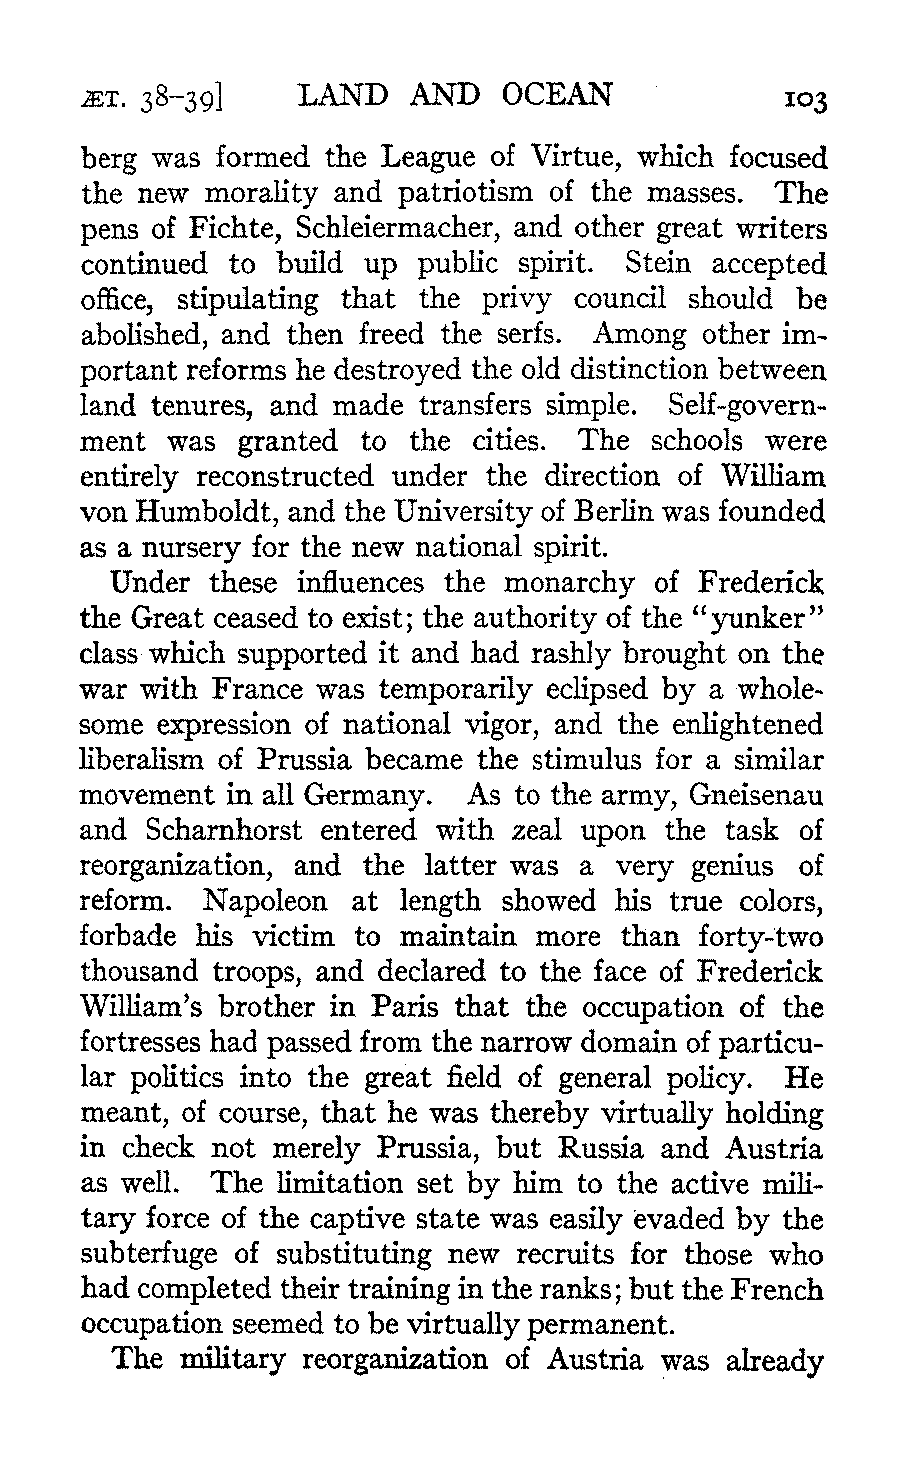 ÆT. 38–39] LAND AND OCEAN 103
berg was formed the League of Virtue, which focused
the new morality and patriotism of the masses. The
pens of Fichte, Schleiermacher, and other great writers
continued to build up public spirit. Stein accepted
office, stipulating that the privy council should be
abolished, and then freed the serfs. Among other im-
portant reforms he destroyed the old distinction between
land tenures, and made transfers simple. Self-govern-
ment was granted to the cities. The schools were
entirely reconstructed under the direction of William
von Humboldt, and the University of Berlin was founded
as a nursery for the new national spirit.
Under these influences the monarchy of Frederick
the Great ceased to exist; the authority of the "yunker"
class which supported it and had rashly brought on the
war with France was temporarily eclipsed by a whole-
some expression of national vigor, and the enlightened
liberalism of Prussia became the stimulus for a similar
movement in all Germany. As to the army, Gneisenau
and Scharnhorst entered with zeal upon the task of
reorganization, and the latter was a very genius of
reform. Napoleon at length showed his true colors,
forbade his victim to maintain more than forty-two
thousand troops, and declared to the face of Frederick
William's brother in Paris that the occupation of the
fortresses had passed from the narrow domain of particu-
lar politics into the great field of general policy. He
meant, of course, that he was thereby virtually holding
in check not merely Prussia, but Russia and Austria
as well. The limitation set by him to the active mili-
tary force of the captive state was easily evaded by the
subterfuge of substituting new recruits for those who
had completed their training in the ranks; but the French
occupation seemed to be virtually permanent.
The military reorganization of Austria was already